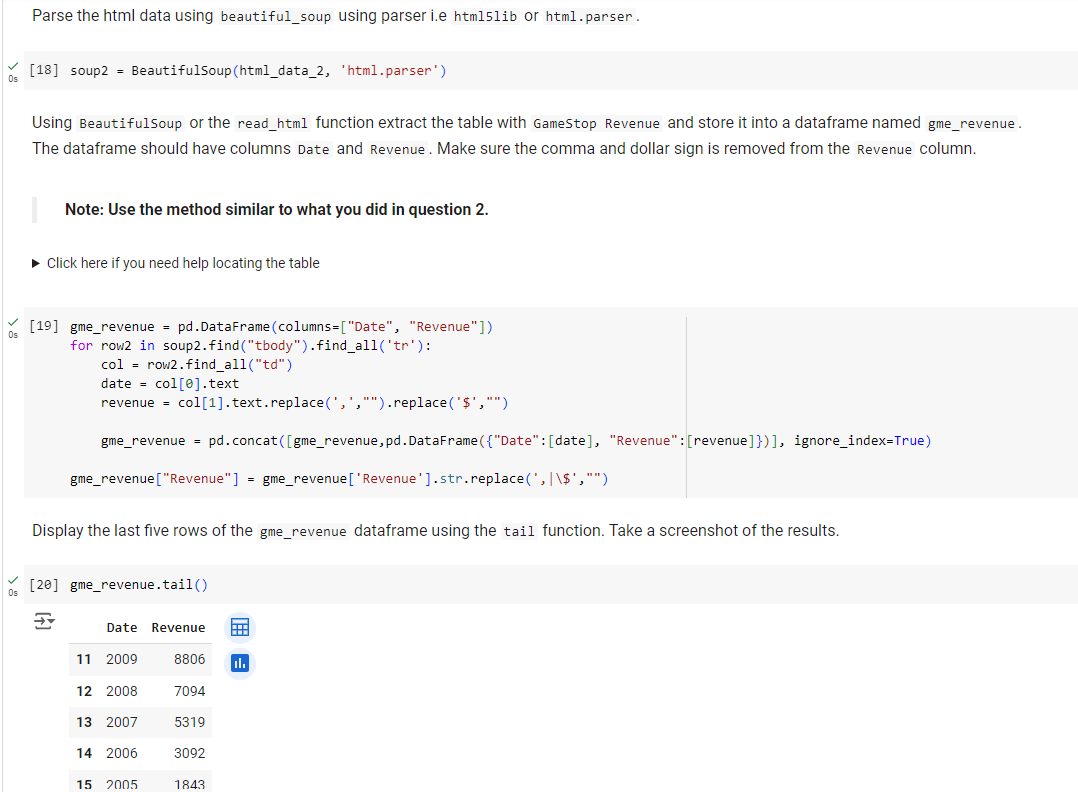 Parse the html data using beautiful_soup using parser i.e html5lib or html.parser.
0s
[18] soup2 = BeautifulSoup(html_data_2, 'html.parser')
Using BeautifulSoup or the read_html function extract the table with GameStop Revenue and store it into a dataframe named gme_revenue.
The dataframe should have columns Date and Revenue. Make sure the comma and dollar sign is removed from the Revenue column.
Note: Use the method similar to what you did in question 2.
Click here if you need help locating the table
0s
[19] gme_revenue = pd.DataFrame(columns=["Date", "Revenue"])
for row2 in soup2.find("tbody").find_all('tr'):
    col = row2.find_all("td")
    date = col[0].text
    revenue = col[1].text.replace(',',"").replace('$',"")
    gme_revenue = pd.concat([gme_revenue,pd.DataFrame({"Date":[date], "Revenue":[revenue]})], ignore_index=True)
gme_revenue["Revenue"] = gme_revenue['Revenue'].str.replace(',|\$',"")
Display the last five rows of the gme_revenue dataframe using the tail function. Take a screenshot of the results.
0s
[20] gme_revenue.tail()
Date Revenue
11 2009 8806
12 2008 7094
13 2007 5319
14 2006 3092
15 2005 1843